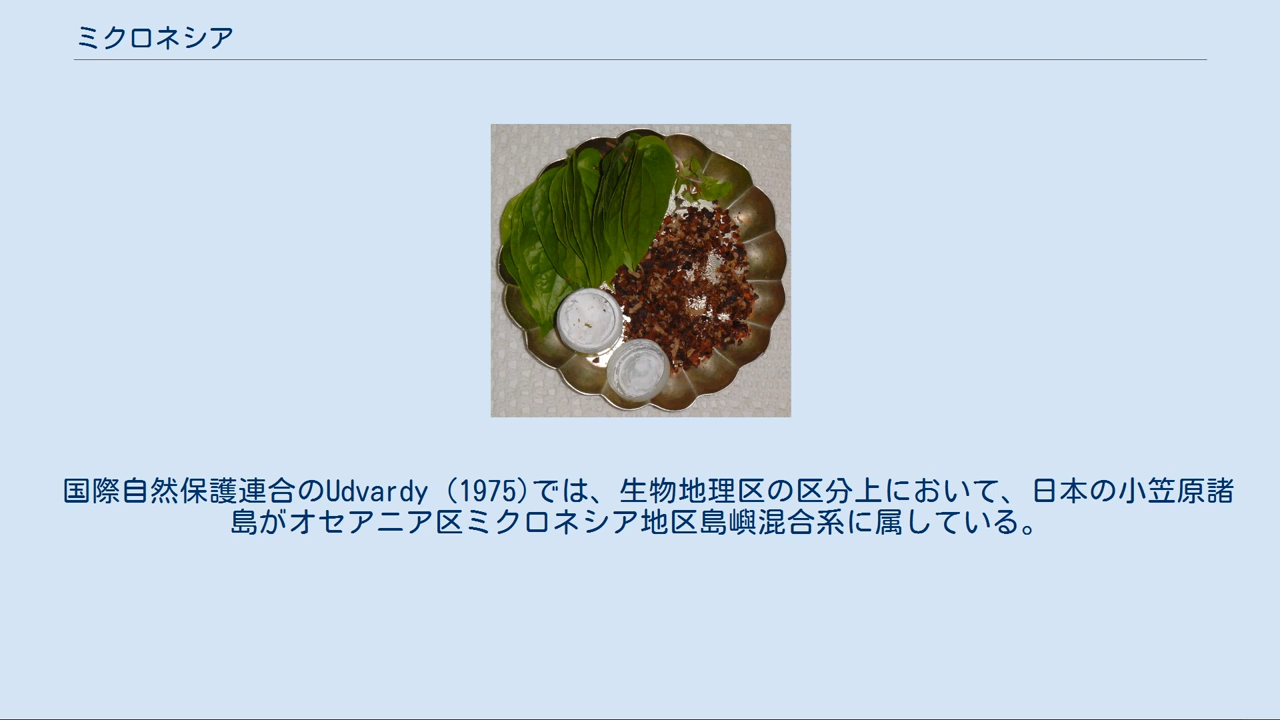 ミクロネシア
国際自然保護連合のUdvardy (1975)では、生物地理区の区分上において、日本の小笠原諸
島がオセアニア区ミクロネシア地区島嶼混合系に属している。